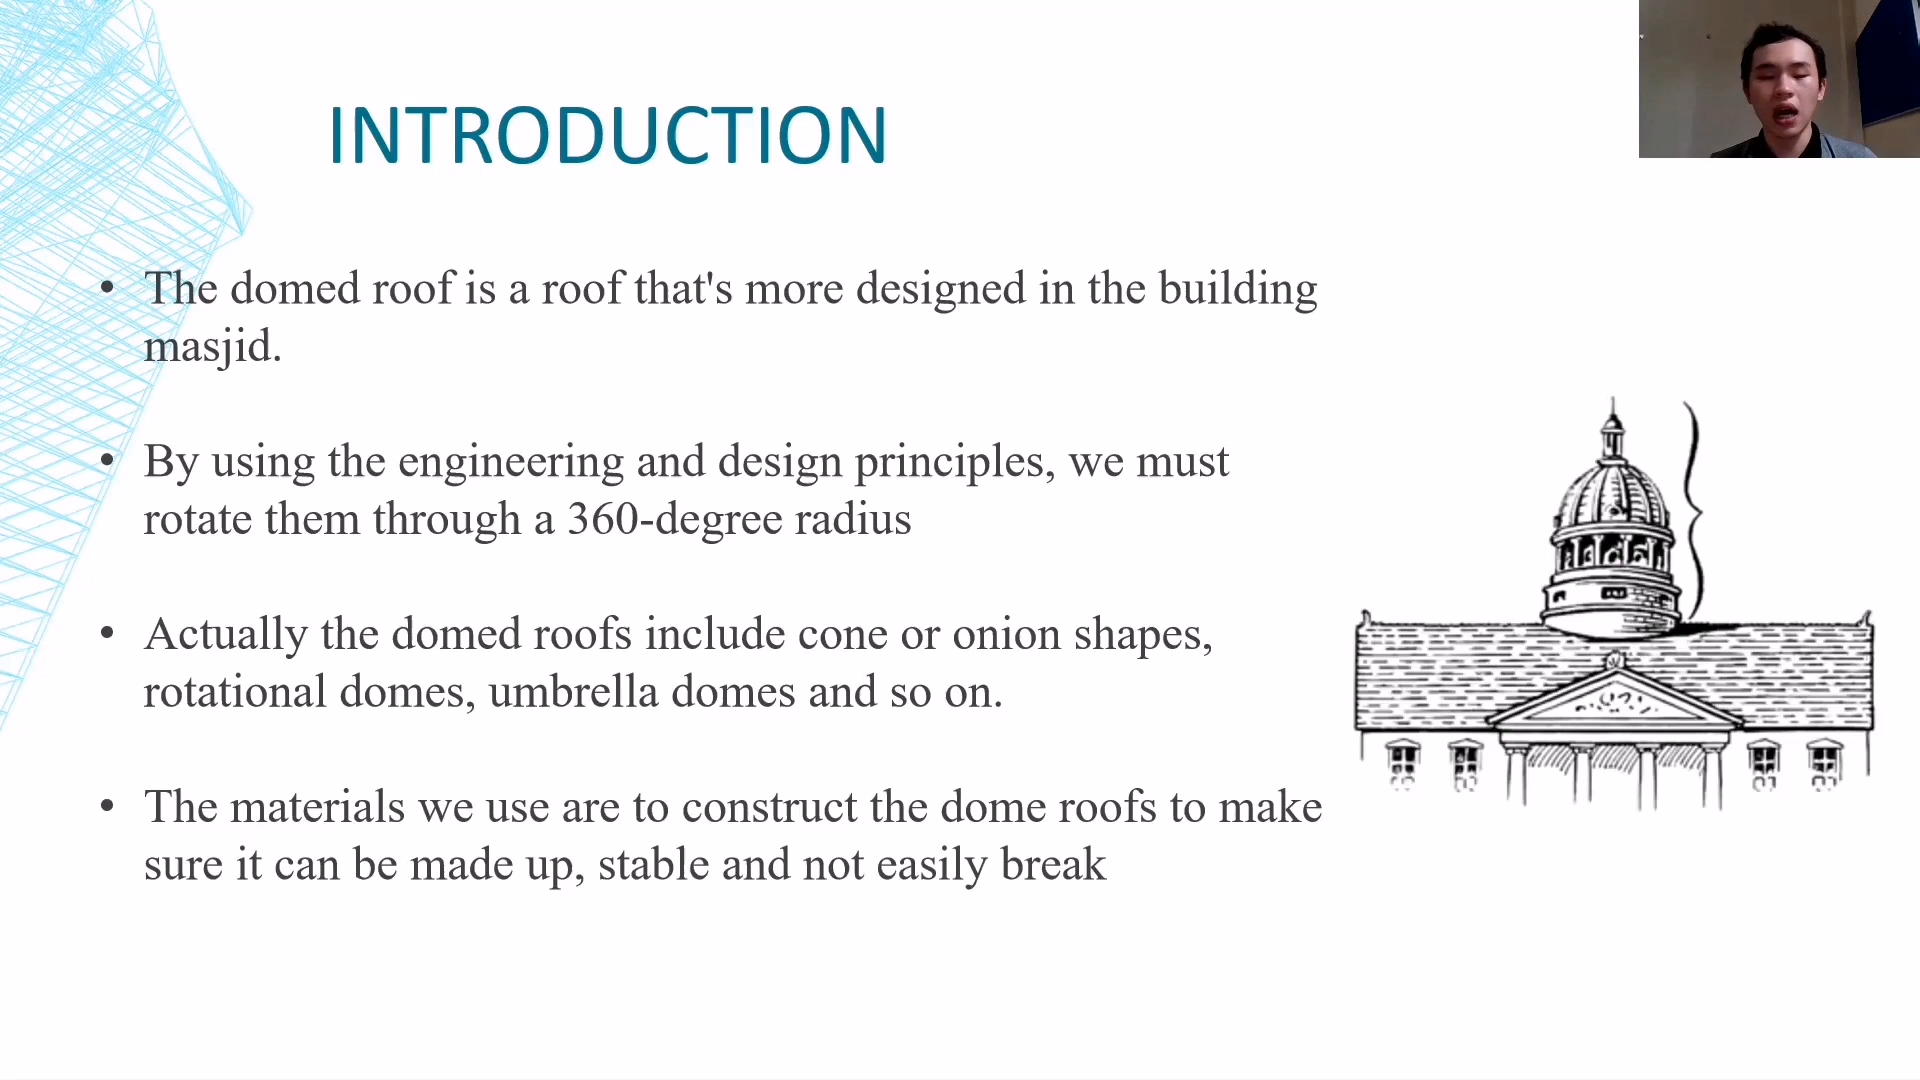 INTRODUCTION
• The domed roof is a roof that's more designed in the building
masjid.
• By using the engineering and design principles, we must
rotate them through a 360-degree radius
• Actually the domed roofs include cone or onion shapes,
rotational domes, umbrella domes and so on.
• The materials we use are to construct the dome roofs to make
sure it can be made up, stable and not easily break